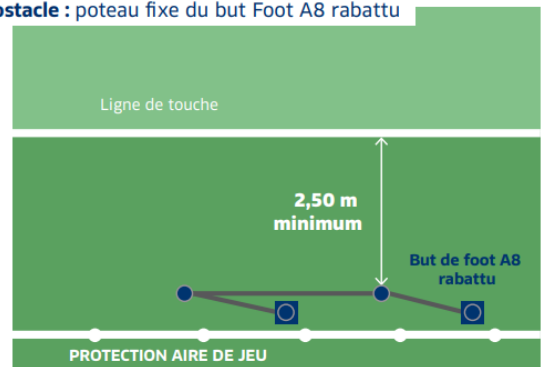 ostacle : poteau fixe du but Foot A8 rabattu
Ligne de touche
2,50 m
minimum
But de foot A8
rabattu
PROTECTION AIRE DE JEU